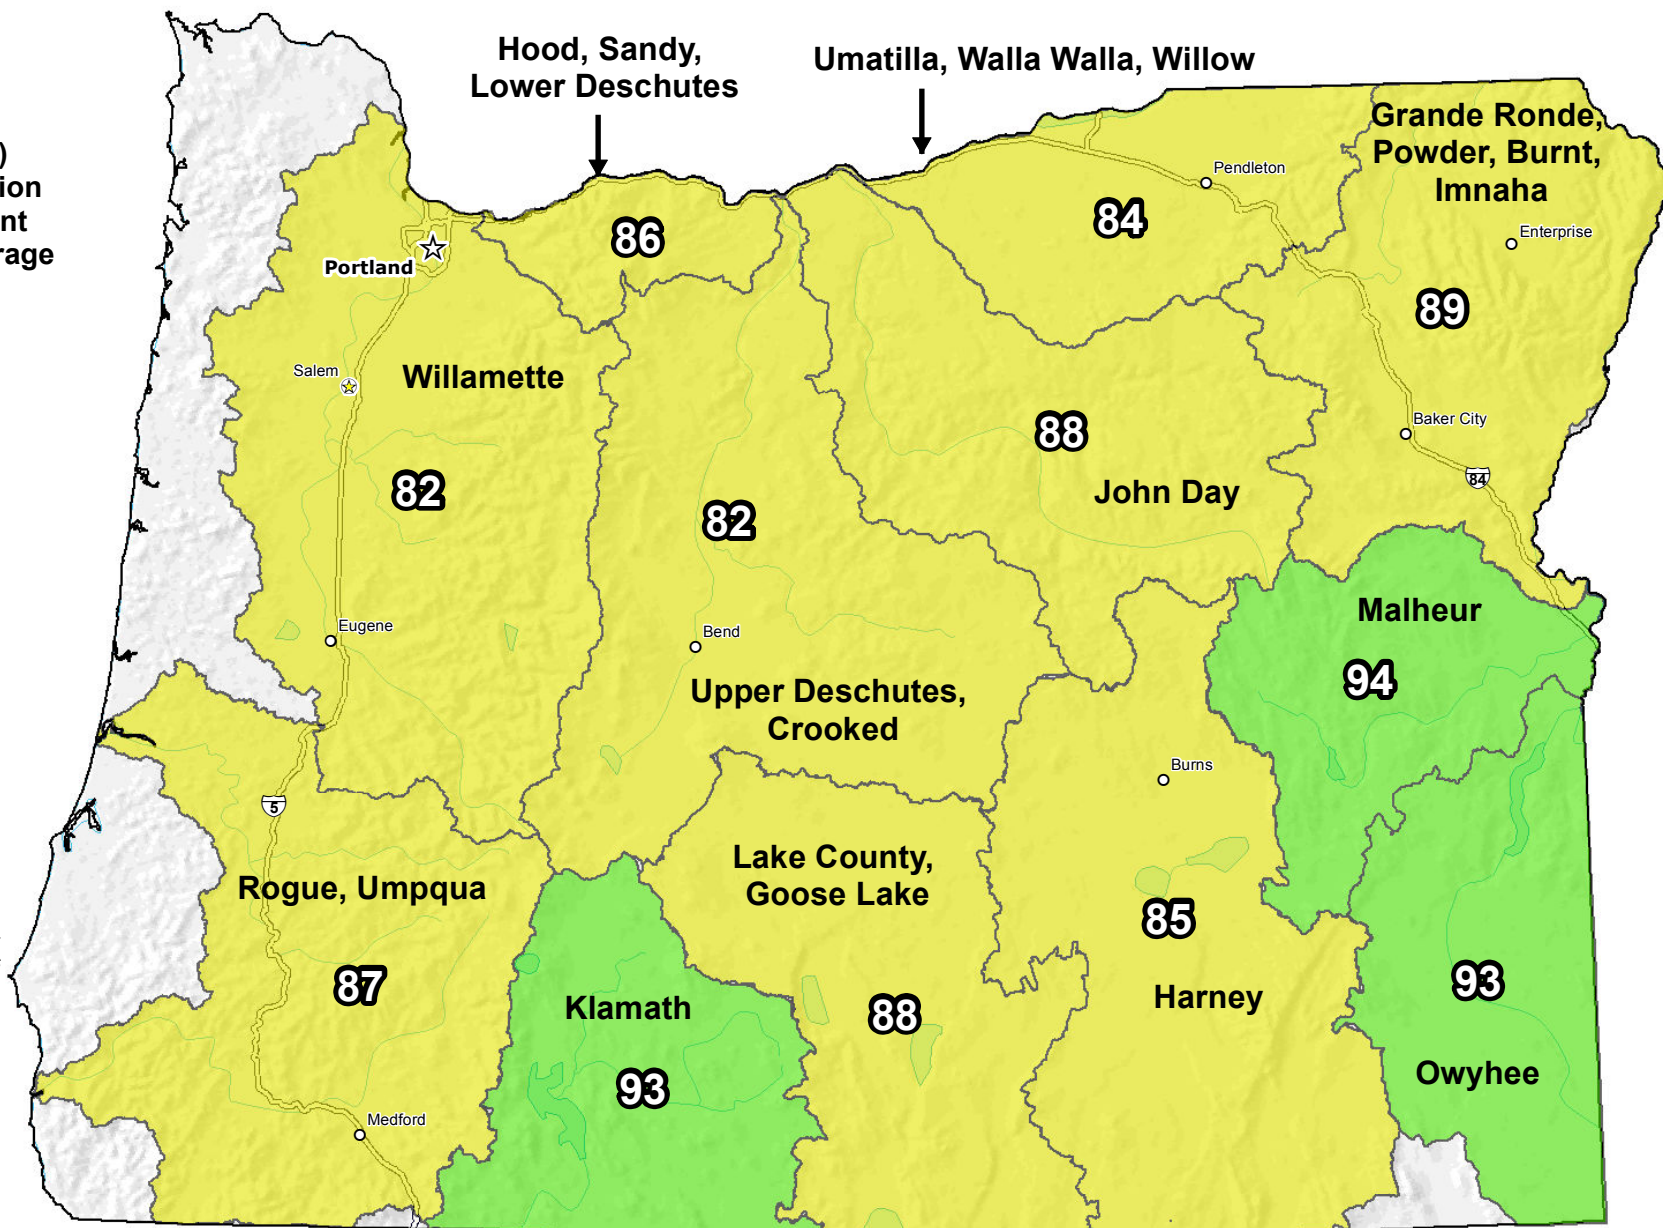 Hood, Sandy,
Lower Deschutes
Umatilla, Walla Walla, Willow
Grande Ronde,
Powder, Burnt,
Imnaha
)
ion
nt
rage
Pendleton
Enterprise
86
84
89
Portland
Salem
Willamette
82
82
88
John Day
Baker City
84
Eugene
Bend
Upper Deschutes,
Crooked
Malheur
94
Burns
5
Rogue, Umpqua
87
Lake County,
Goose Lake
88
85
Harney
Klamath
93
93
Owyhee
Medford